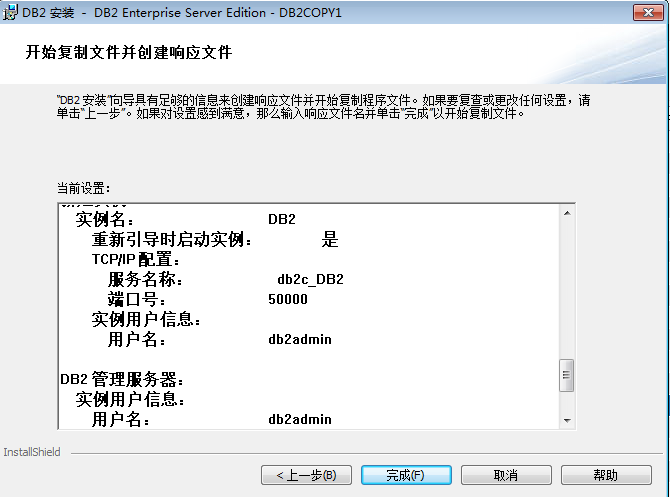 DB2 安装 - DB2 Enterprise Server Edition - DB2COPY1
开始复制文件并创建响应文件
"DB2 安装"向导具有足够的信息来创建响应文件并开始复制程序文件。如果要复查或更改任何设置，请
单击"上一步"。如果对设置感到满意，那么输入响应文件名并单击"完成"以开始复制文件。
当前设置：
实例名： DB2
重新引导时启动实例： 是
TCP/IP 配置：
服务名称： db2c_DB2
端口号： 50000
实例用户信息：
用户名： db2admin
DB2 管理服务器：
实例用户信息：
用户名： db2admin
InstallShield
< 上一步(B) 完成(F) 取消 帮助